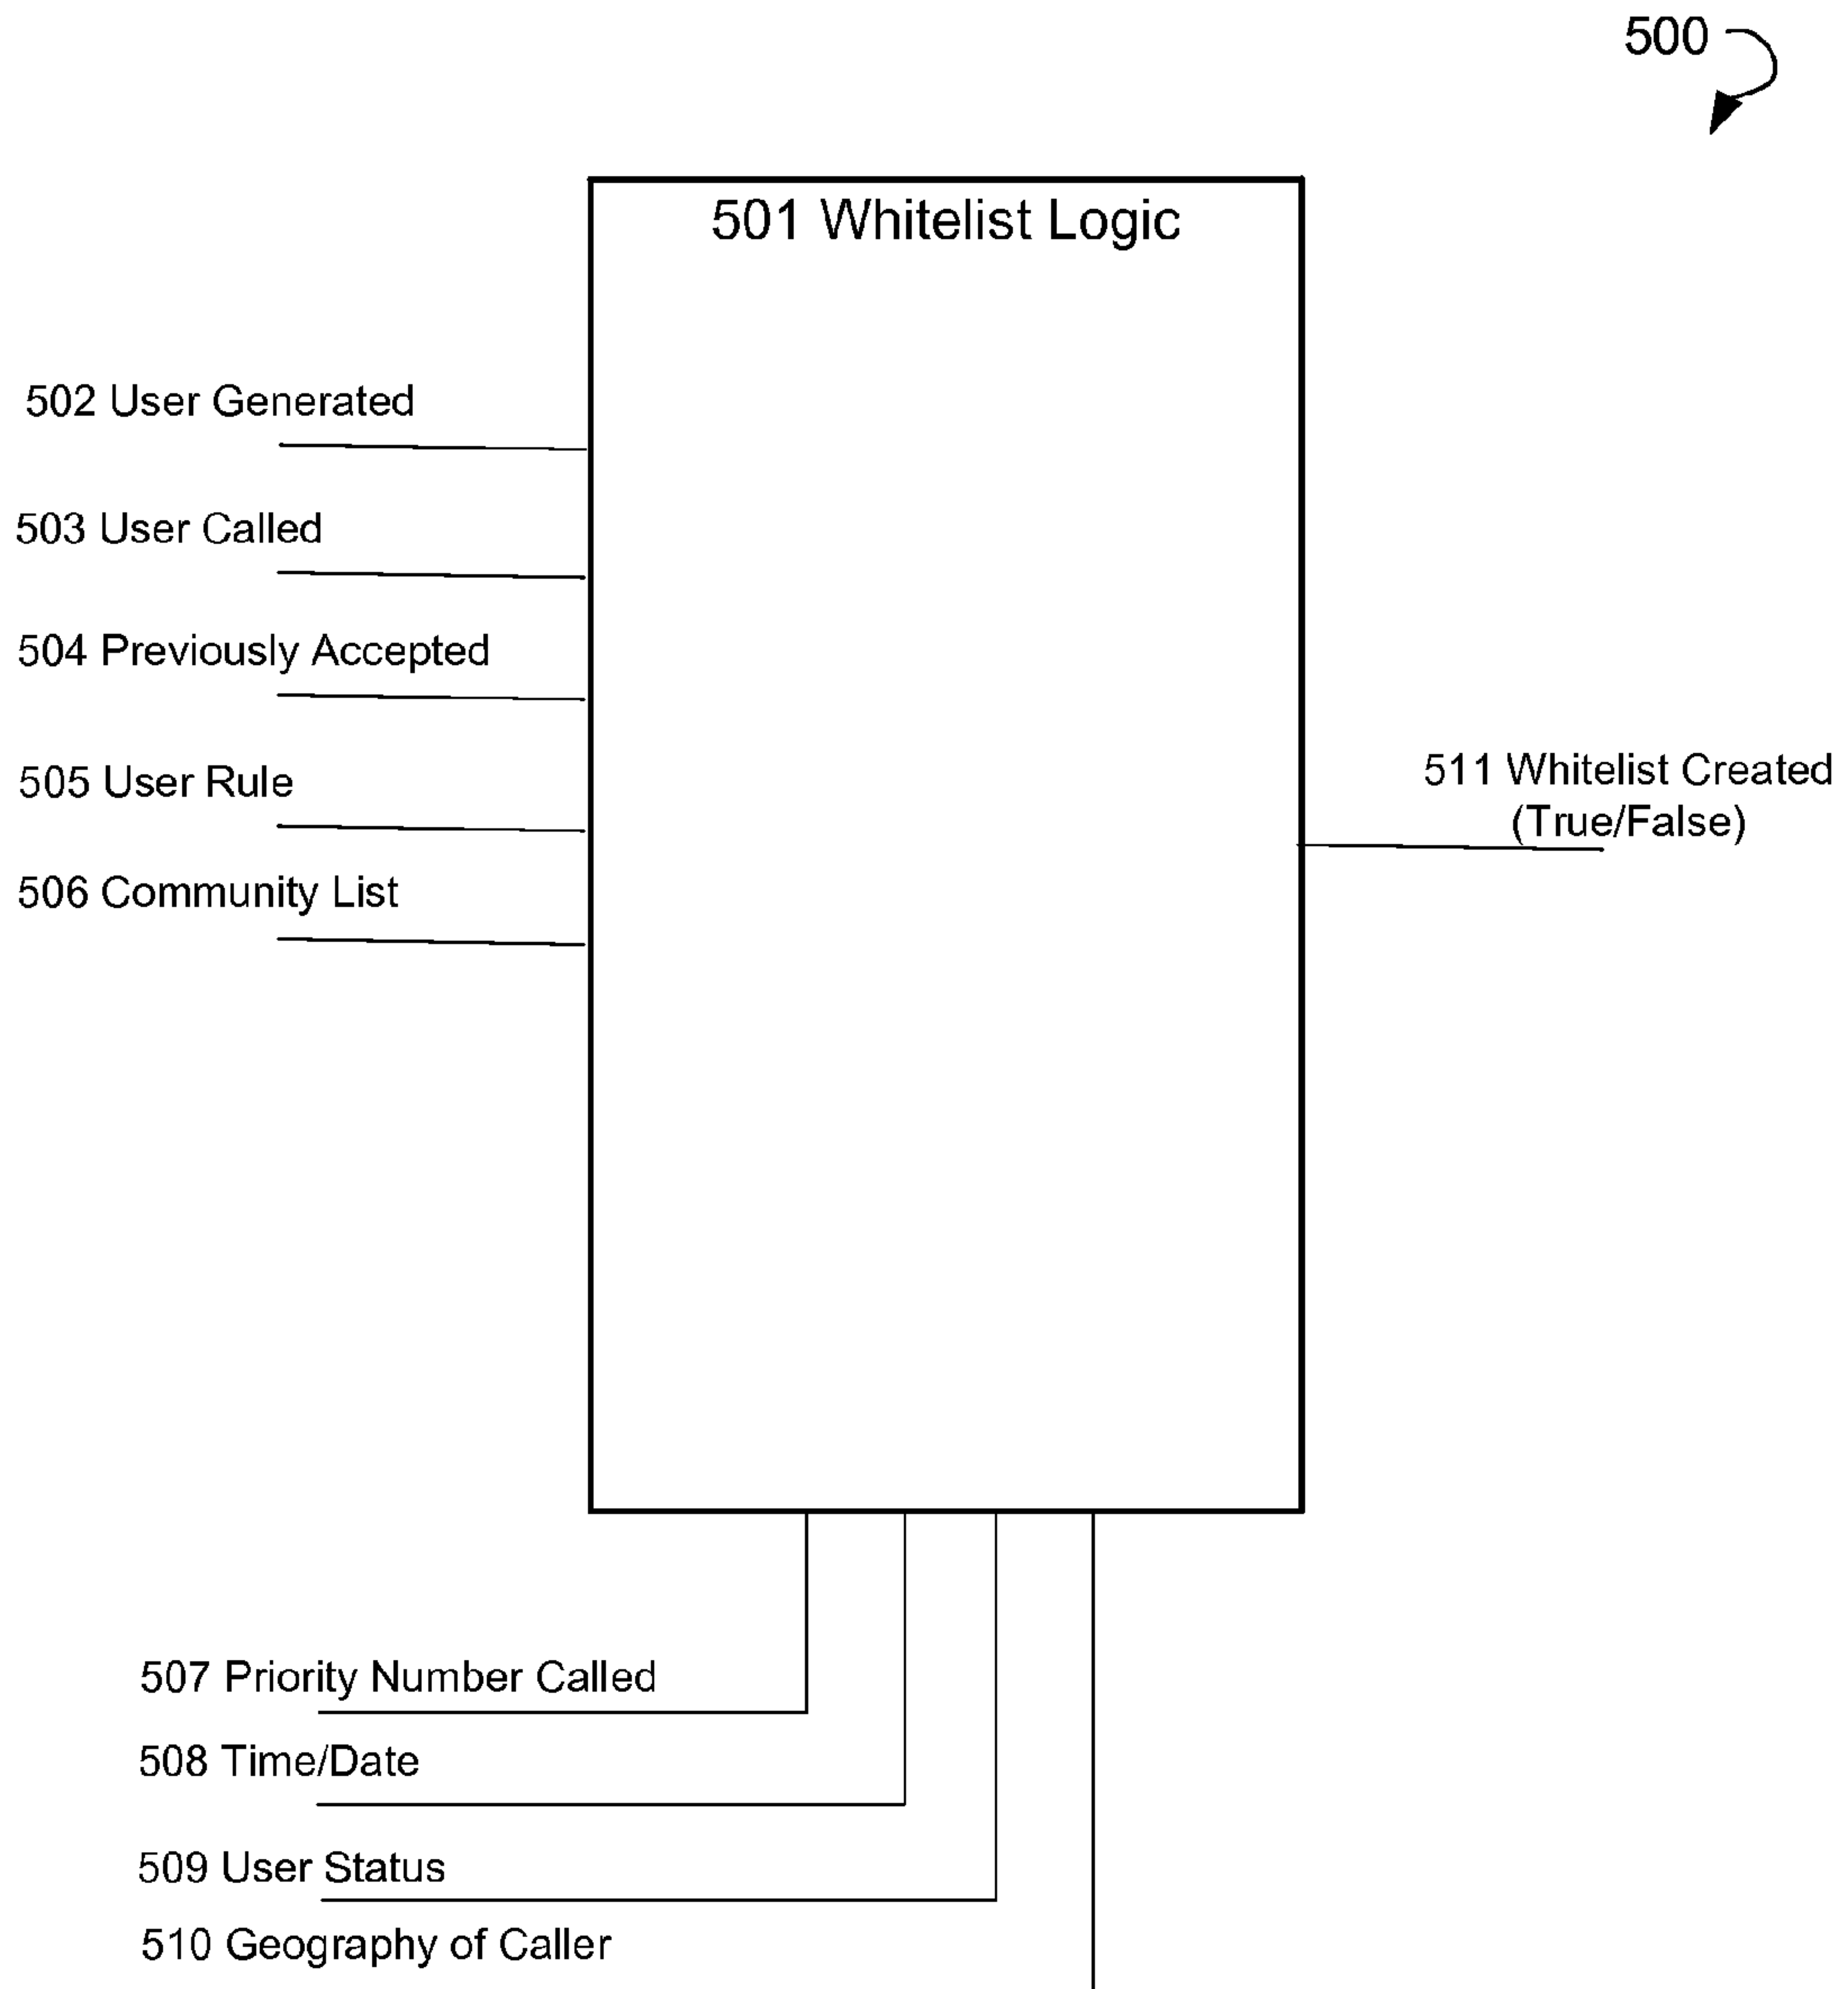 500
501 Whitelist Logic
502 User Generated
503 User Called
504 Previously Accepted
505 User Rule
506 Community List
511 Whitelist Created
(True/False)
507 Priority Number Called
508 Time/Date
509 User Status
510 Geography of Caller